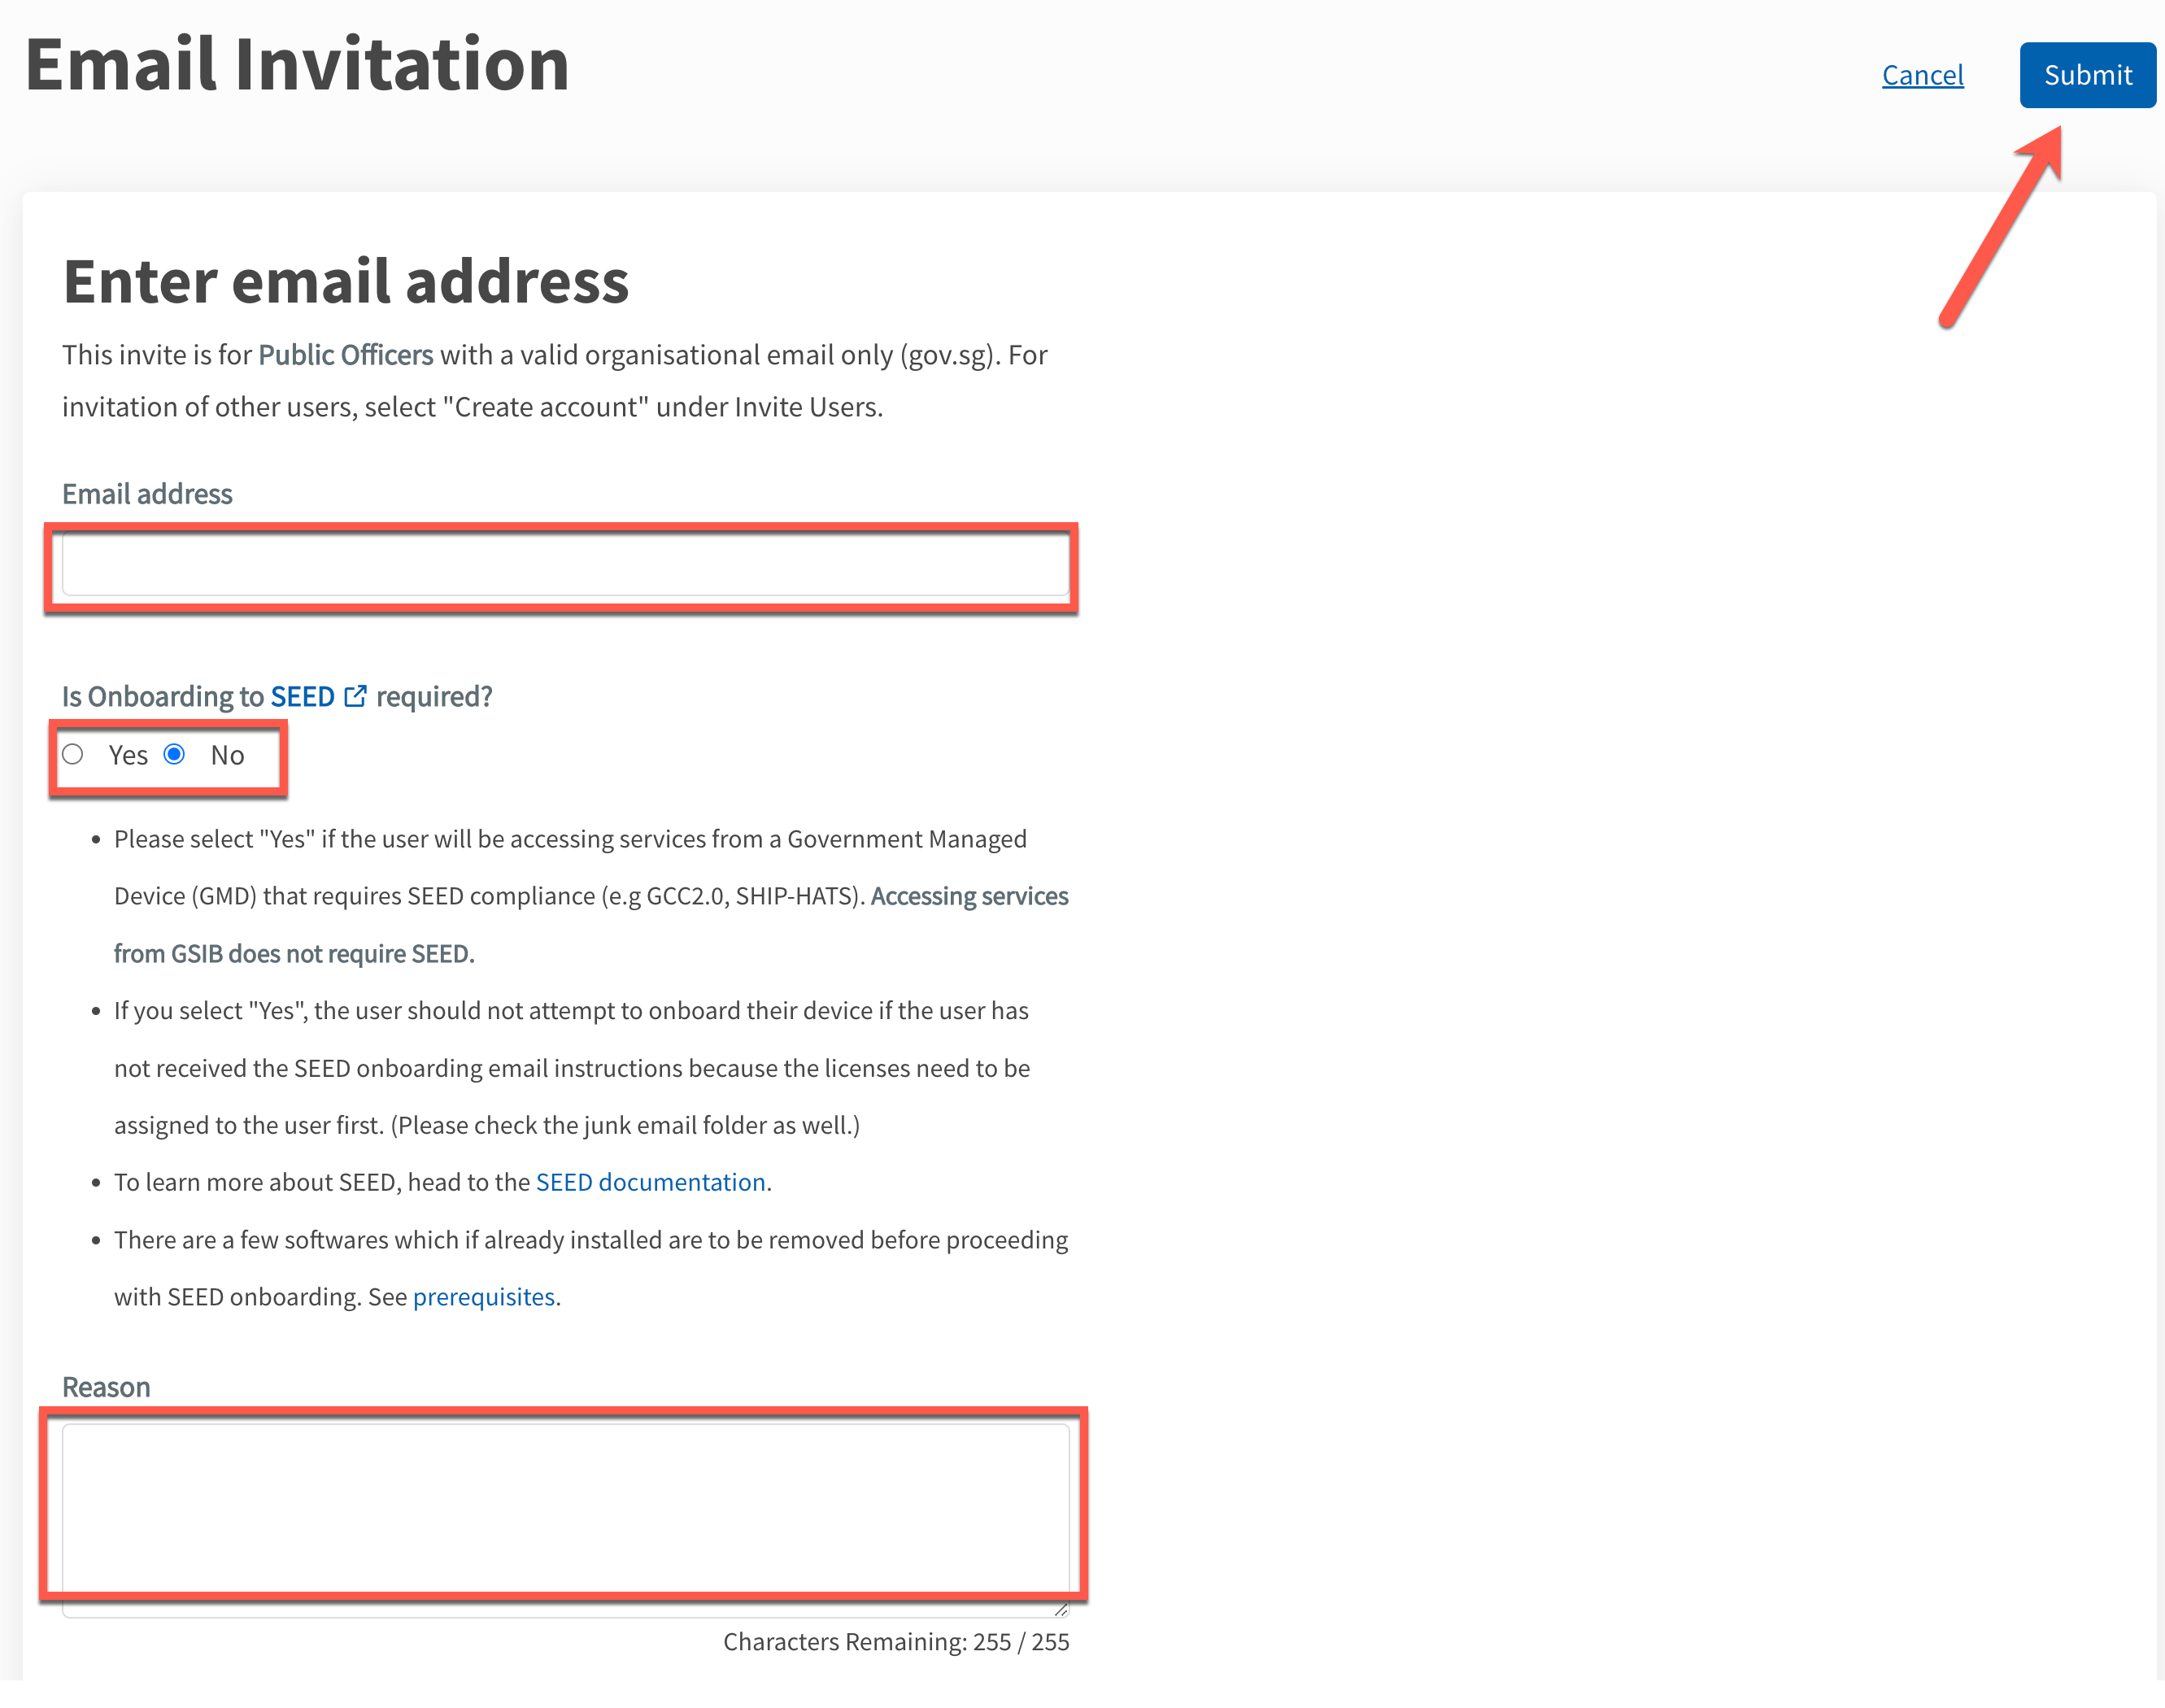 Email Invitation
Cancel
Submit
Enter email address
This invite is for Public Officers with a valid organisational email only (gov.sg). For
invitation of other users, select "Create account" under Invite Users.
Email address
Is Onboarding to SEED required?
Yes No
• Please select "Yes" if the user will be accessing services from a Government Managed
Device (GMD) that requires SEED compliance (e.g GCC2.0, SHIP-HATS). Accessing services
from GSIB does not require SEED.
• If you select "Yes", the user should not attempt to onboard their device if the user has
not received the SEED onboarding email instructions because the licenses need to be
assigned to the user first. (Please check the junk email folder as well.)
• To learn more about SEED, head to the SEED documentation.
• There are a few softwares which if already installed are to be removed before proceeding
with SEED onboarding. See prerequisites.
Reason
Characters Remaining: 255 / 255